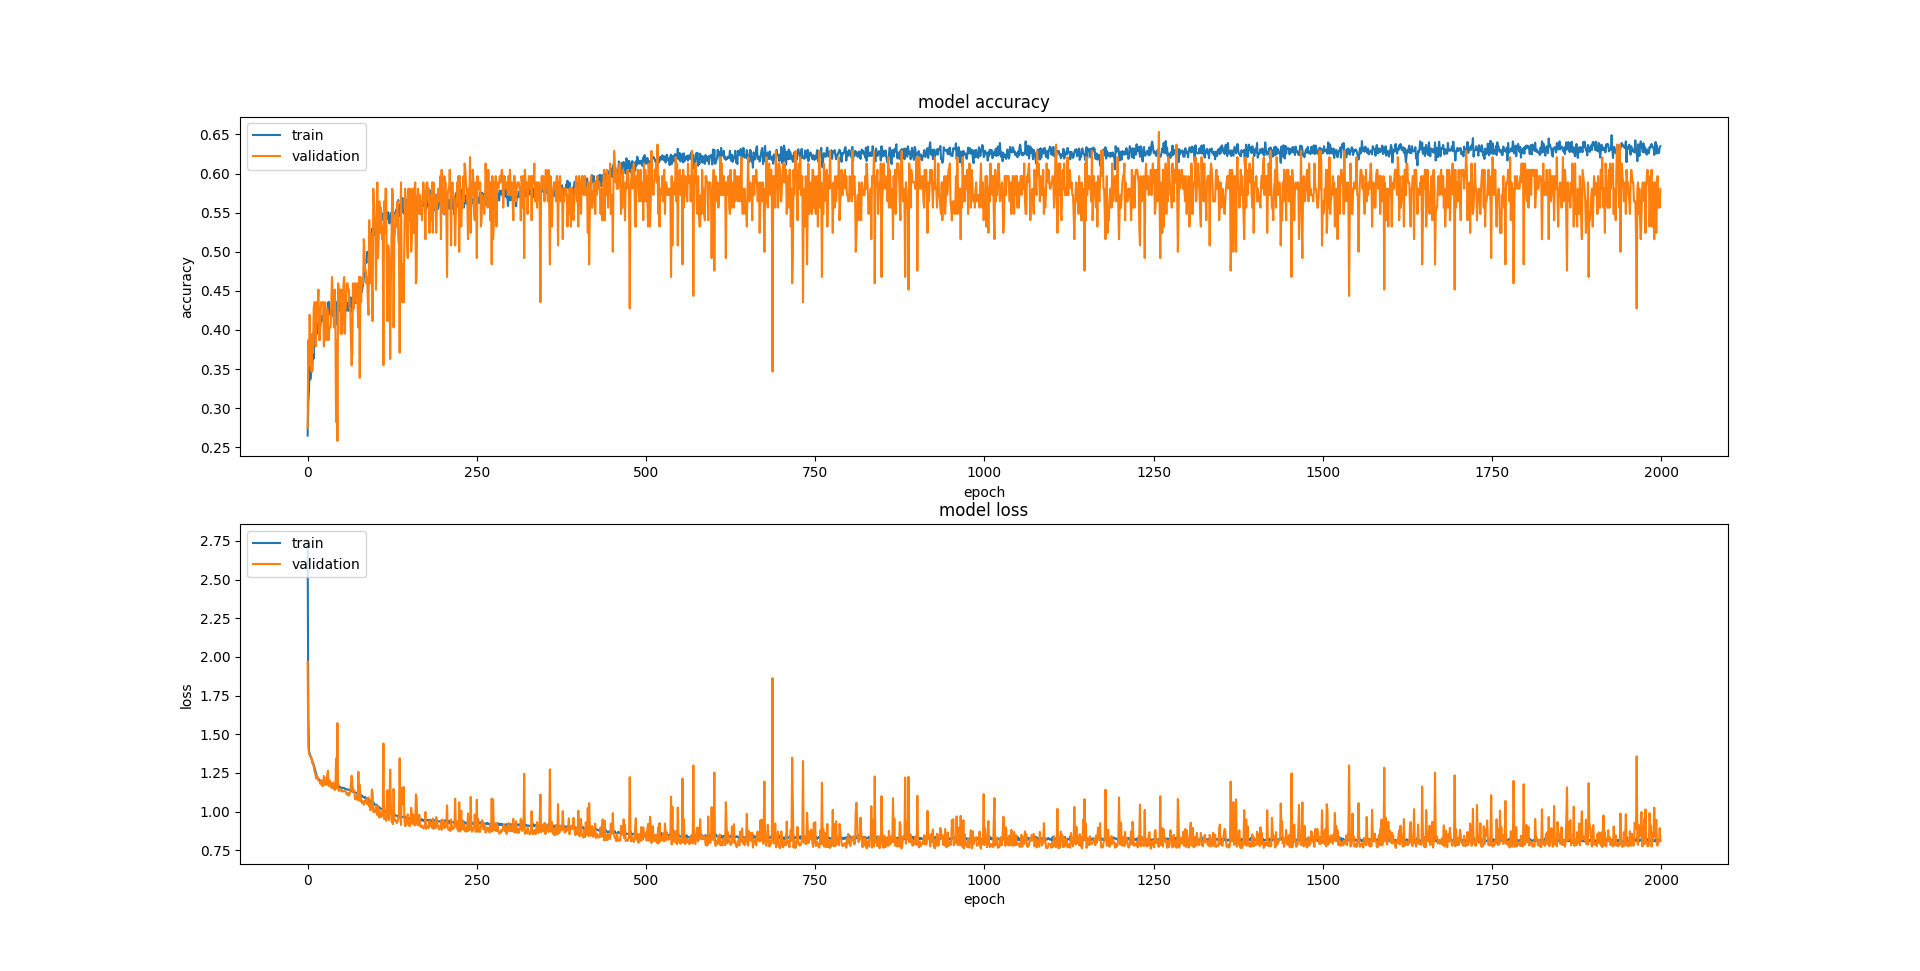 model accuracy
train
validation
0.65
0.60
0.55
0.50
0.45
0.40
0.35
0.30
0.25
accuracy
0 250 500 750 1000 1250 1500 1750 2000
epoch
model loss
train
validation
2.75
2.50
2.25
2.00
1.75
1.50
1.25
1.00
0.75
loss
0 250 500 750 1000 1250 1500 1750 2000
epoch